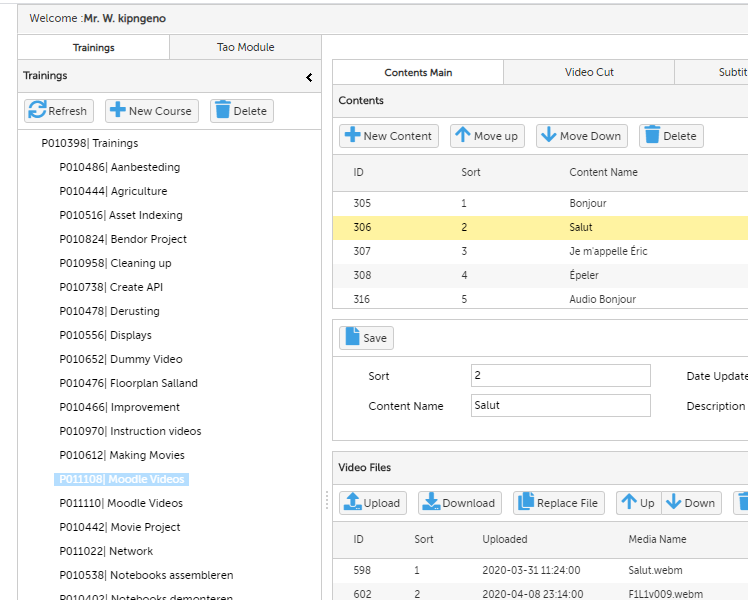 Welcome :Mr. W. kipngeno
Trainings
Tao Module
Trainings
Refresh
New Course
Delete
P010398| Trainings
P010486| Aanbesteding
P010444| Agriculture
P010516| Asset Indexing
P010824| Bendor Project
P010958| Cleaning up
P010738| Create API
P010478| Derusting
P010556| Displays
P010652| Dummy Video
P010476| Floorplan Salland
P010466| Improvement
P010970| Instruction videos
P010612| Making Movies
P011108| Moodle Videos
P011110| Moodle Videos
P010442| Movie Project
P011022| Network
P010538| Notebooks assembleren
P010402| Notebooks demonteren
Contents Main
Video Cut
Subtit
Contents
New Content
Move up
Move Down
Delete
ID Sort Content Name
305 1 Bonjour
306 2 Salut
307 3 Je m'appelle Éric
308 4 Épeler
316 5 Audio Bonjour
Save
Sort 2 Date Update
Content Name Salut Description
Video Files
Upload
Download
Replace File
Up
Down
ID Sort Uploaded Media Name
598 1 2020-03-31 11:24:00 Salut.webm
602 2 2020-04-08 23:14:00 F1L1v009.webm